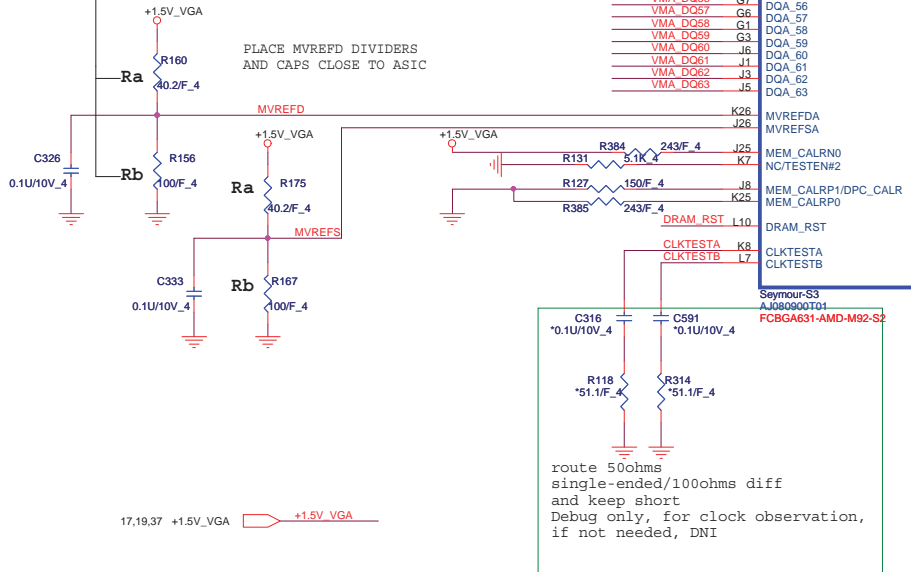 +1.5V_VGA
PLACE MVREFD DIVIDERS
AND CAPS CLOSE TO ASIC
Ra
R160
40.2/F_4
MVREFD
C326
0.1U/10V_4
Rb
R156
100/F_4
+1.5V_VGA
Ra
R175
40.2/F_4
MVREFS
C333
0.1U/10V_4
Rb
R167
100/F_4
VMA_DQ57 G6 DQA_57
VMA_DQ58 G1 DQA_58
VMA_DQ59 G3 DQA_59
VMA_DQ60 J6 DQA_60
VMA_DQ61 J1 DQA_61
VMA_DQ62 J3 DQA_62
VMA_DQ63 J5 DQA_63
G7 DQA_56
K26 MVREFDA
J26 MVREFSA
+1.5V_VGA
R384 243/F_4 J25 MEM_CALRN0
R131 5.1K_4 K7 NC/TESTEN#2
R127 150/F_4 J8 MEM_CALRP1/DPC_CALR
R385 243/F_4 K25 MEM_CALRP0
DRAM_RST L10 DRAM_RST
CLKTESTA K8 CLKTESTA
CLKTESTB L7 CLKTESTB
Seymour-S3
AJ080900T01
FCBGA631-AMD-M92-S2
C316
*0.1U/10V_4
C591
*0.1U/10V_4
R118
*51.1/F_4
R314
*51.1/F_4
route 50ohms
single-ended/100ohms diff
and keep short
Debug only, for clock observation,
if not needed, DNI
17,19,37 +1.5V_VGA +1.5V_VGA